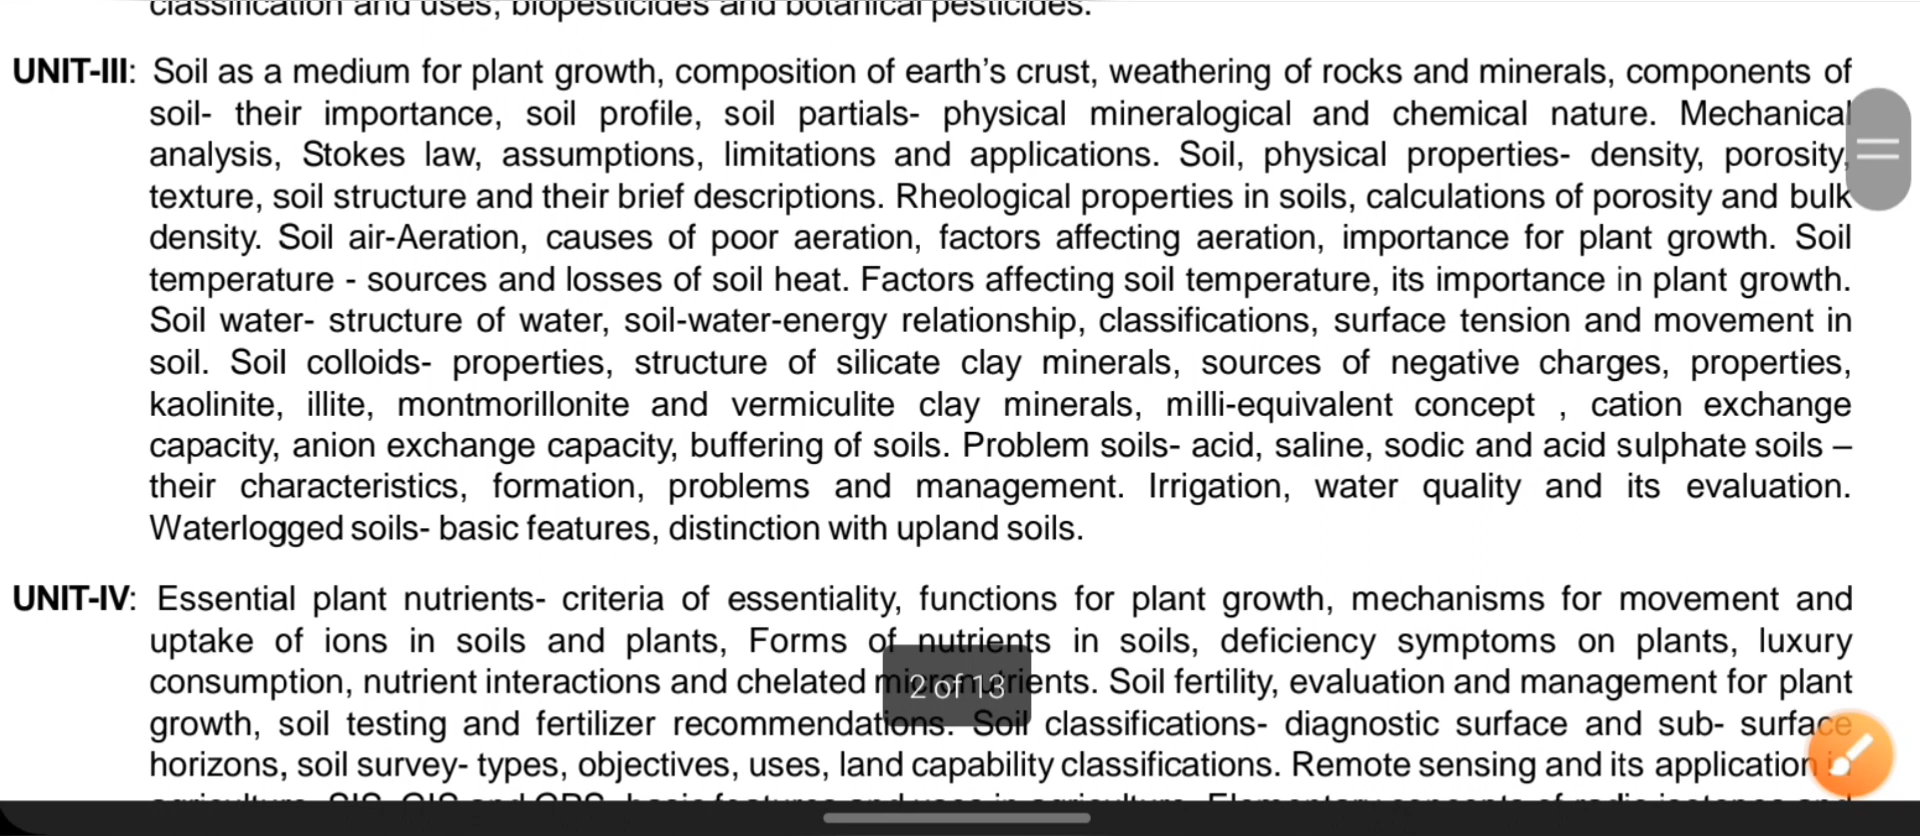 classification and uses, biopesticides and botanical pesticides.
UNIT-III: Soil as a medium for plant growth, composition of earth’s crust, weathering of rocks and minerals, components of
soil- their importance, soil profile, soil partials- physical mineralogical and chemical nature. Mechanical
analysis, Stokes law, assumptions, limitations and applications. Soil, physical properties- density, porosity,
texture, soil structure and their brief descriptions. Rheological properties in soils, calculations of porosity and bulk
density. Soil air-Aeration, causes of poor aeration, factors affecting aeration, importance for plant growth. Soil
temperature - sources and losses of soil heat. Factors affecting soil temperature, its importance in plant growth.
Soil water- structure of water, soil-water-energy relationship, classifications, surface tension and movement in
soil. Soil colloids- properties, structure of silicate clay minerals, sources of negative charges, properties,
kaolinite, illite, montmorillonite and vermiculite clay minerals, milli-equivalent concept , cation exchange
capacity, anion exchange capacity, buffering of soils. Problem soils- acid, saline, sodic and acid sulphate soils –
their characteristics, formation, problems and management. Irrigation, water quality and its evaluation.
Waterlogged soils- basic features, distinction with upland soils.
UNIT-IV: Essential plant nutrients- criteria of essentiality, functions for plant growth, mechanisms for movement and
uptake of ions in soils and plants, Forms of nutrients in soils, deficiency symptoms on plants, luxury
consumption, nutrient interactions and chelated micronutrients. Soil fertility, evaluation and management for plant
2 of 13
growth, soil testing and fertilizer recommendations. Soil classifications- diagnostic surface and sub- surface
horizons, soil survey- types, objectives, uses, land capability classifications. Remote sensing and its application in